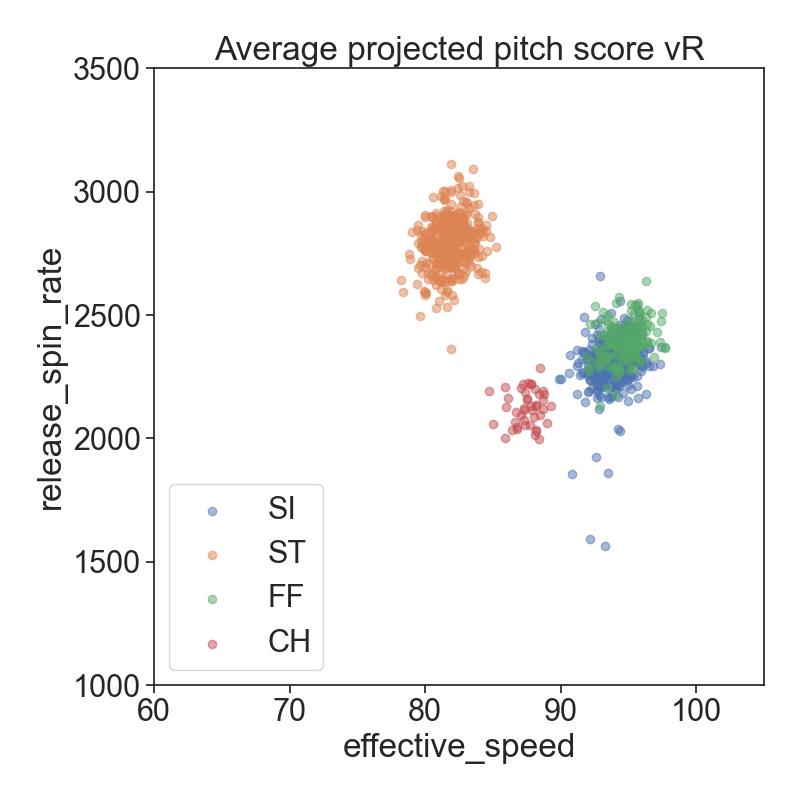 Average projected pitch score vR
3500
3000
2500
2000
1500
1000
release_spin_rate
SI
ST
FF
CH
60
70
80
90
100
effective_speed